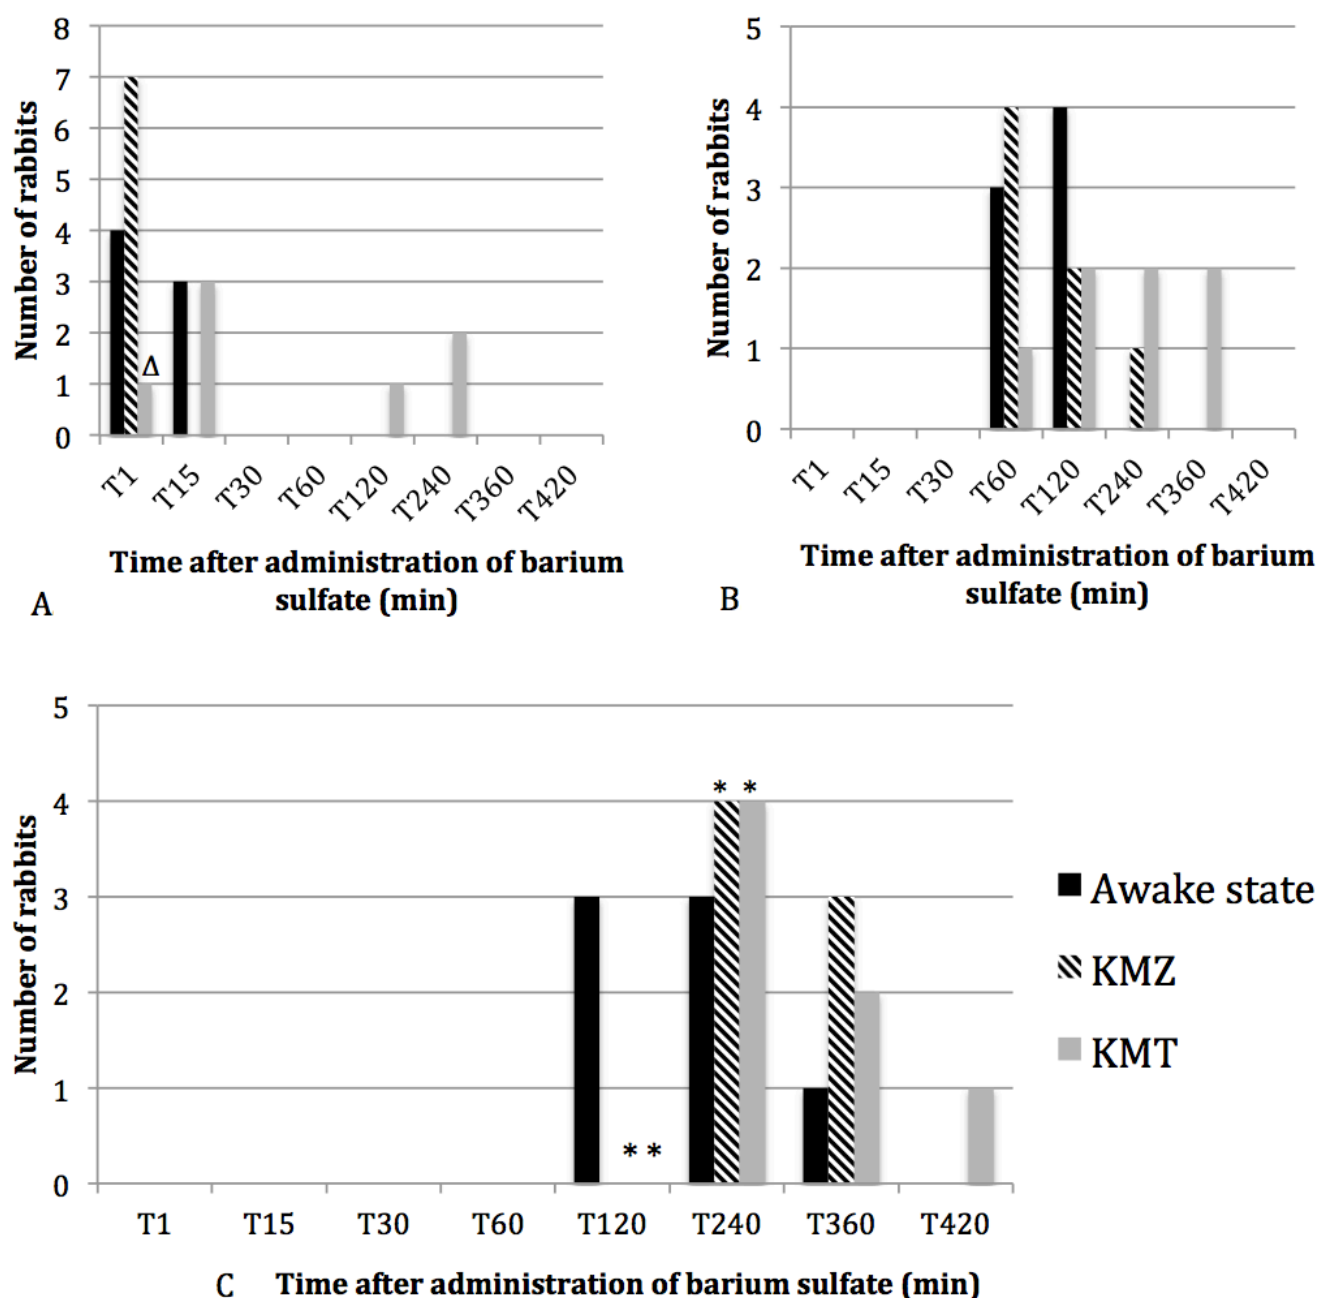 8
7
6
5
4
3
2
1
0
Number of rabbits
Δ
T1 T15 T30 T60 T120 T240 T360 T420
Time after administration of barium
sulfate (min)
A
5
4
3
2
1
0
Number of rabbits
T1 T15 T30 T60 T120 T240 T360 T420
Time after administration of barium
sulfate (min)
B
5
4
3
2
1
0
Number of rabbits
* *
* *
T1 T15 T30 T60 T120 T240 T360 T420
C Time after administration of barium sulfate (min)
Awake state
KMZ
KMT